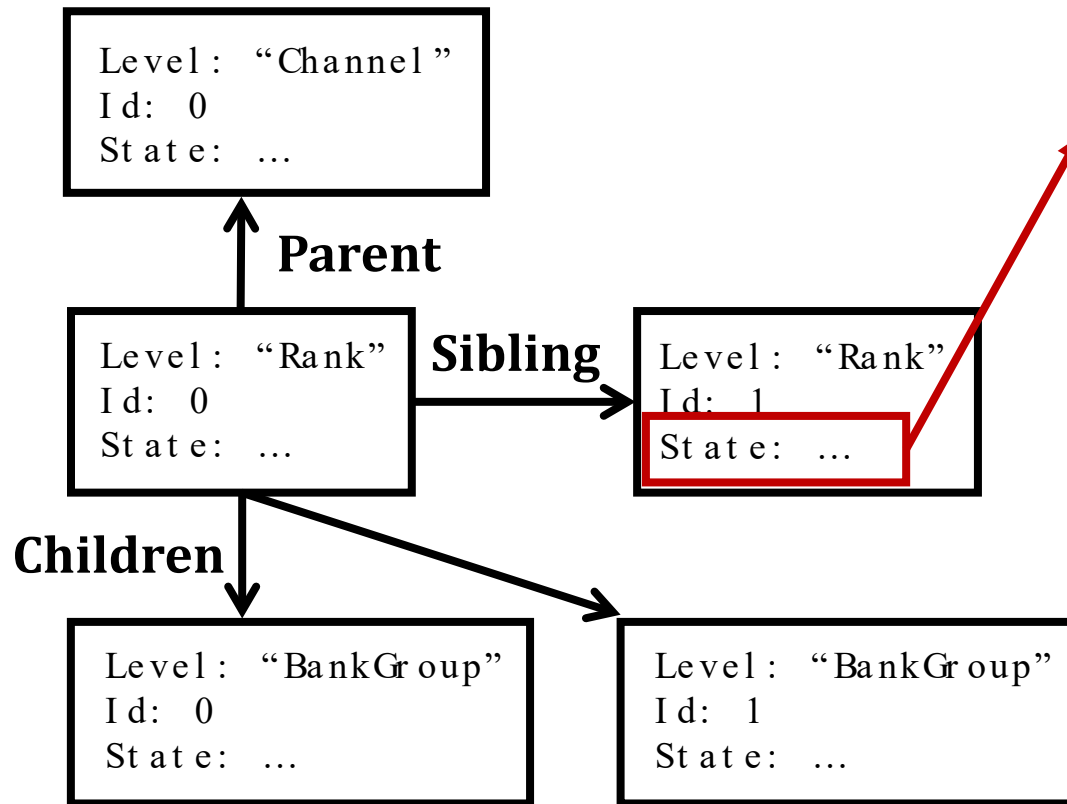 Level: “Channel”
Id: 0
State: …
Parent
Level: “Rank”
Id: 0
State: …
Sibling
Level: “Rank”
Id: 1
State: …
Children
Level: “BankGroup”
Id: 0
State: …
Level: “BankGroup”
Id: 1
State: …